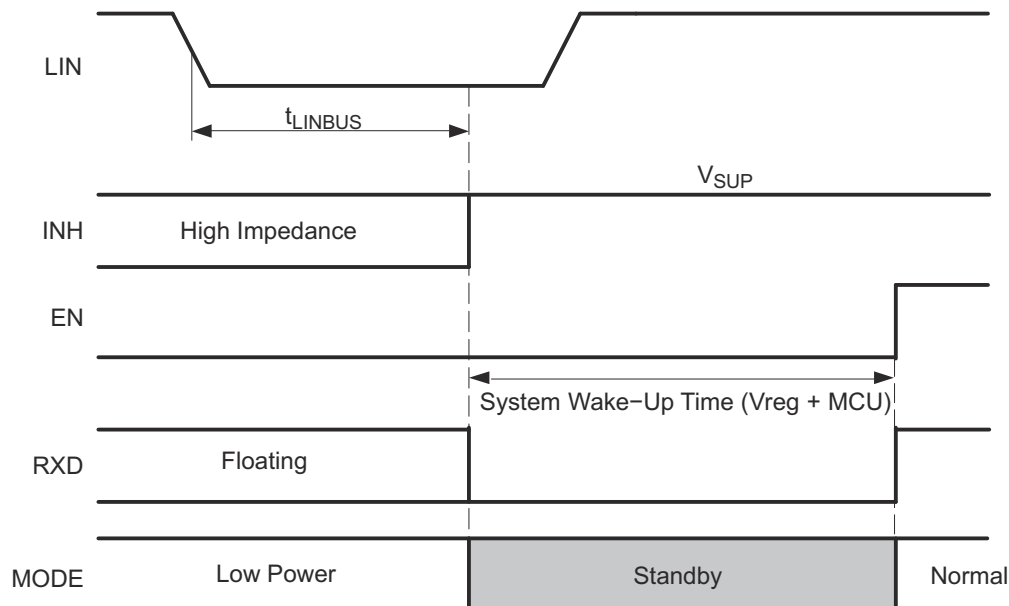 LIN
tLINBUS
VSUP
INH
High Impedance
EN
System Wake−Up Time (Vreg + MCU)
RXD
Floating
MODE
Low Power
Standby
Normal